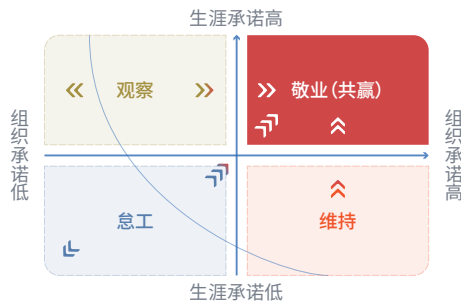 生涯承诺高
观察
敬业（共赢）
组织承诺低
组织承诺高
怠工
维持
生涯承诺低